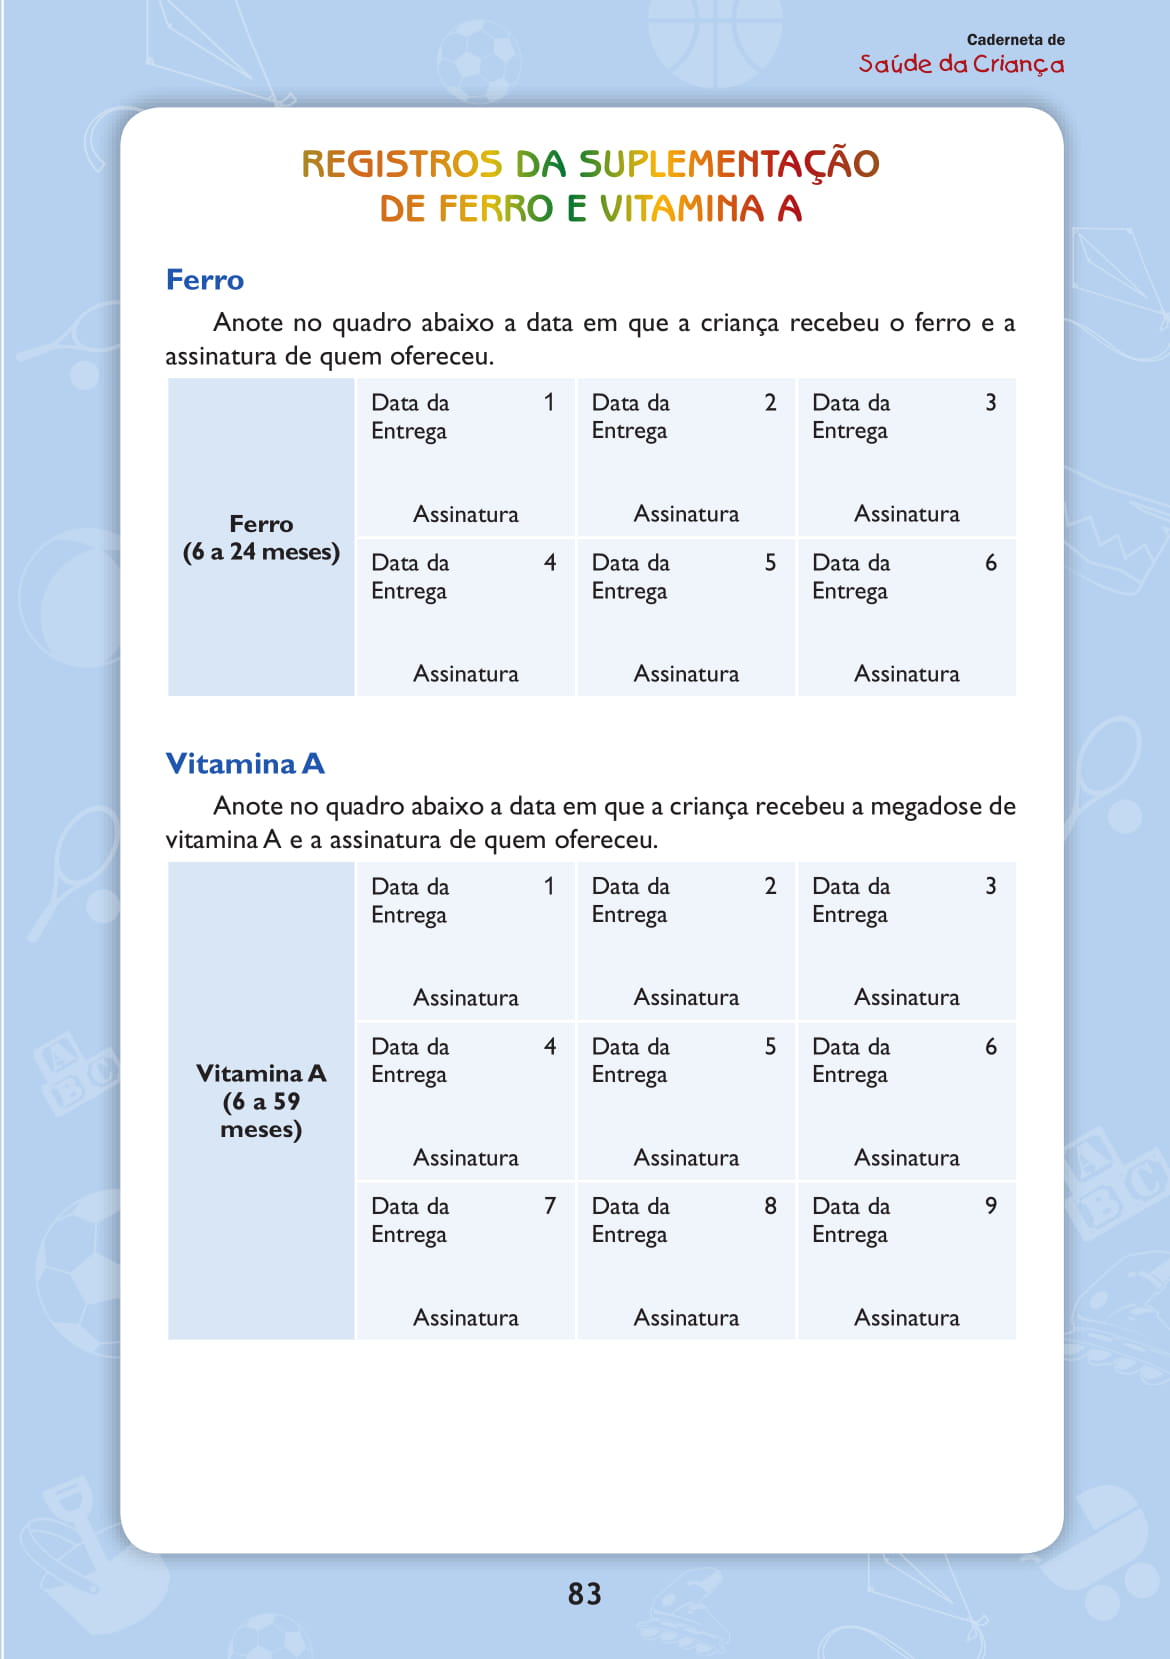 Caderneta de
Saúde da Criança
REGISTROS DA SUPLEMENTAÇÃO
DE FERRO E VITAMINA A
Ferro
Anote no quadro abaixo a data em que a criança recebeu o ferro e a
assinatura de quem ofereceu.
Ferro
(6 a 24 meses)
Data da 1
Entrega
Assinatura
Data da 2
Entrega
Assinatura
Data da 3
Entrega
Assinatura
Data da 4
Entrega
Assinatura
Data da 5
Entrega
Assinatura
Data da 6
Entrega
Assinatura
Vitamina A
Anote no quadro abaixo a data em que a criança recebeu a megadose de
vitamina A e a assinatura de quem ofereceu.
Vitamina A
(6 a 59
meses)
Data da 1
Entrega
Assinatura
Data da 2
Entrega
Assinatura
Data da 3
Entrega
Assinatura
Data da 4
Entrega
Assinatura
Data da 5
Entrega
Assinatura
Data da 6
Entrega
Assinatura
Data da 7
Entrega
Assinatura
Data da 8
Entrega
Assinatura
Data da 9
Entrega
Assinatura
A
B C
A
B C
83